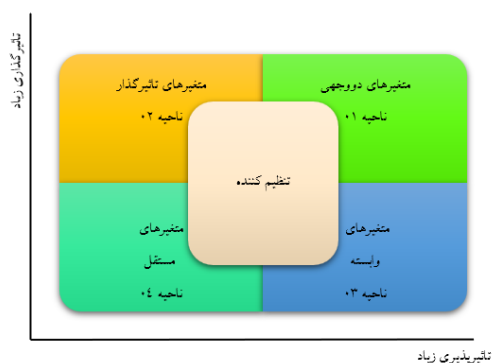 تاثیرگذاری زیاد
متغیرهای دووجهی
ناحیه ۰۱
متغیرهای تاثیرگذار
ناحیه ۰۲
تنظیم کننده
متغیرهای
وابسته
ناحیه ۰۳
متغیرهای
مستقل
ناحیه ۰۴
تاثیرپذیری زیاد